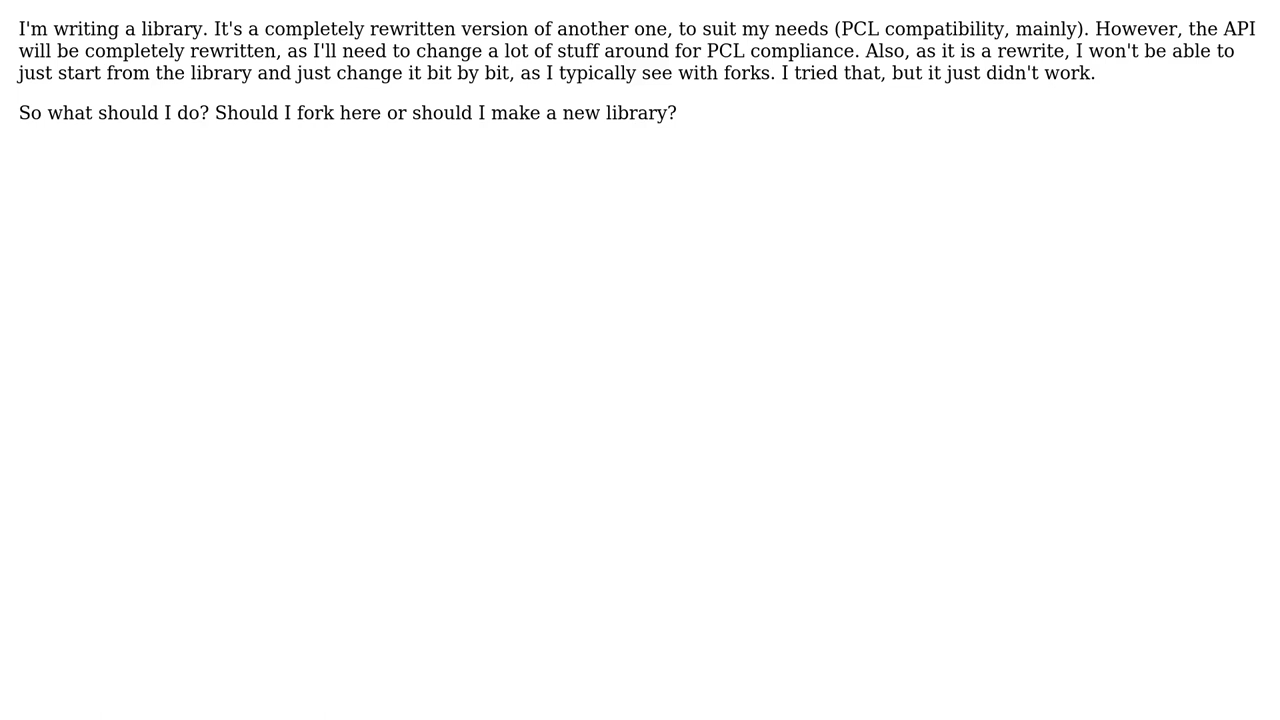 I'm writing a library. It's a completely rewritten version of another one, to suit my needs (PCL compatibility, mainly). However, the API
will be completely rewritten, as I'll need to change a lot of stuff around for PCL compliance. Also, as it is a rewrite, I won't be able to
just start from the library and just change it bit by bit, as I typically see with forks. I tried that, but it just didn't work.
So what should I do? Should I fork here or should I make a new library?